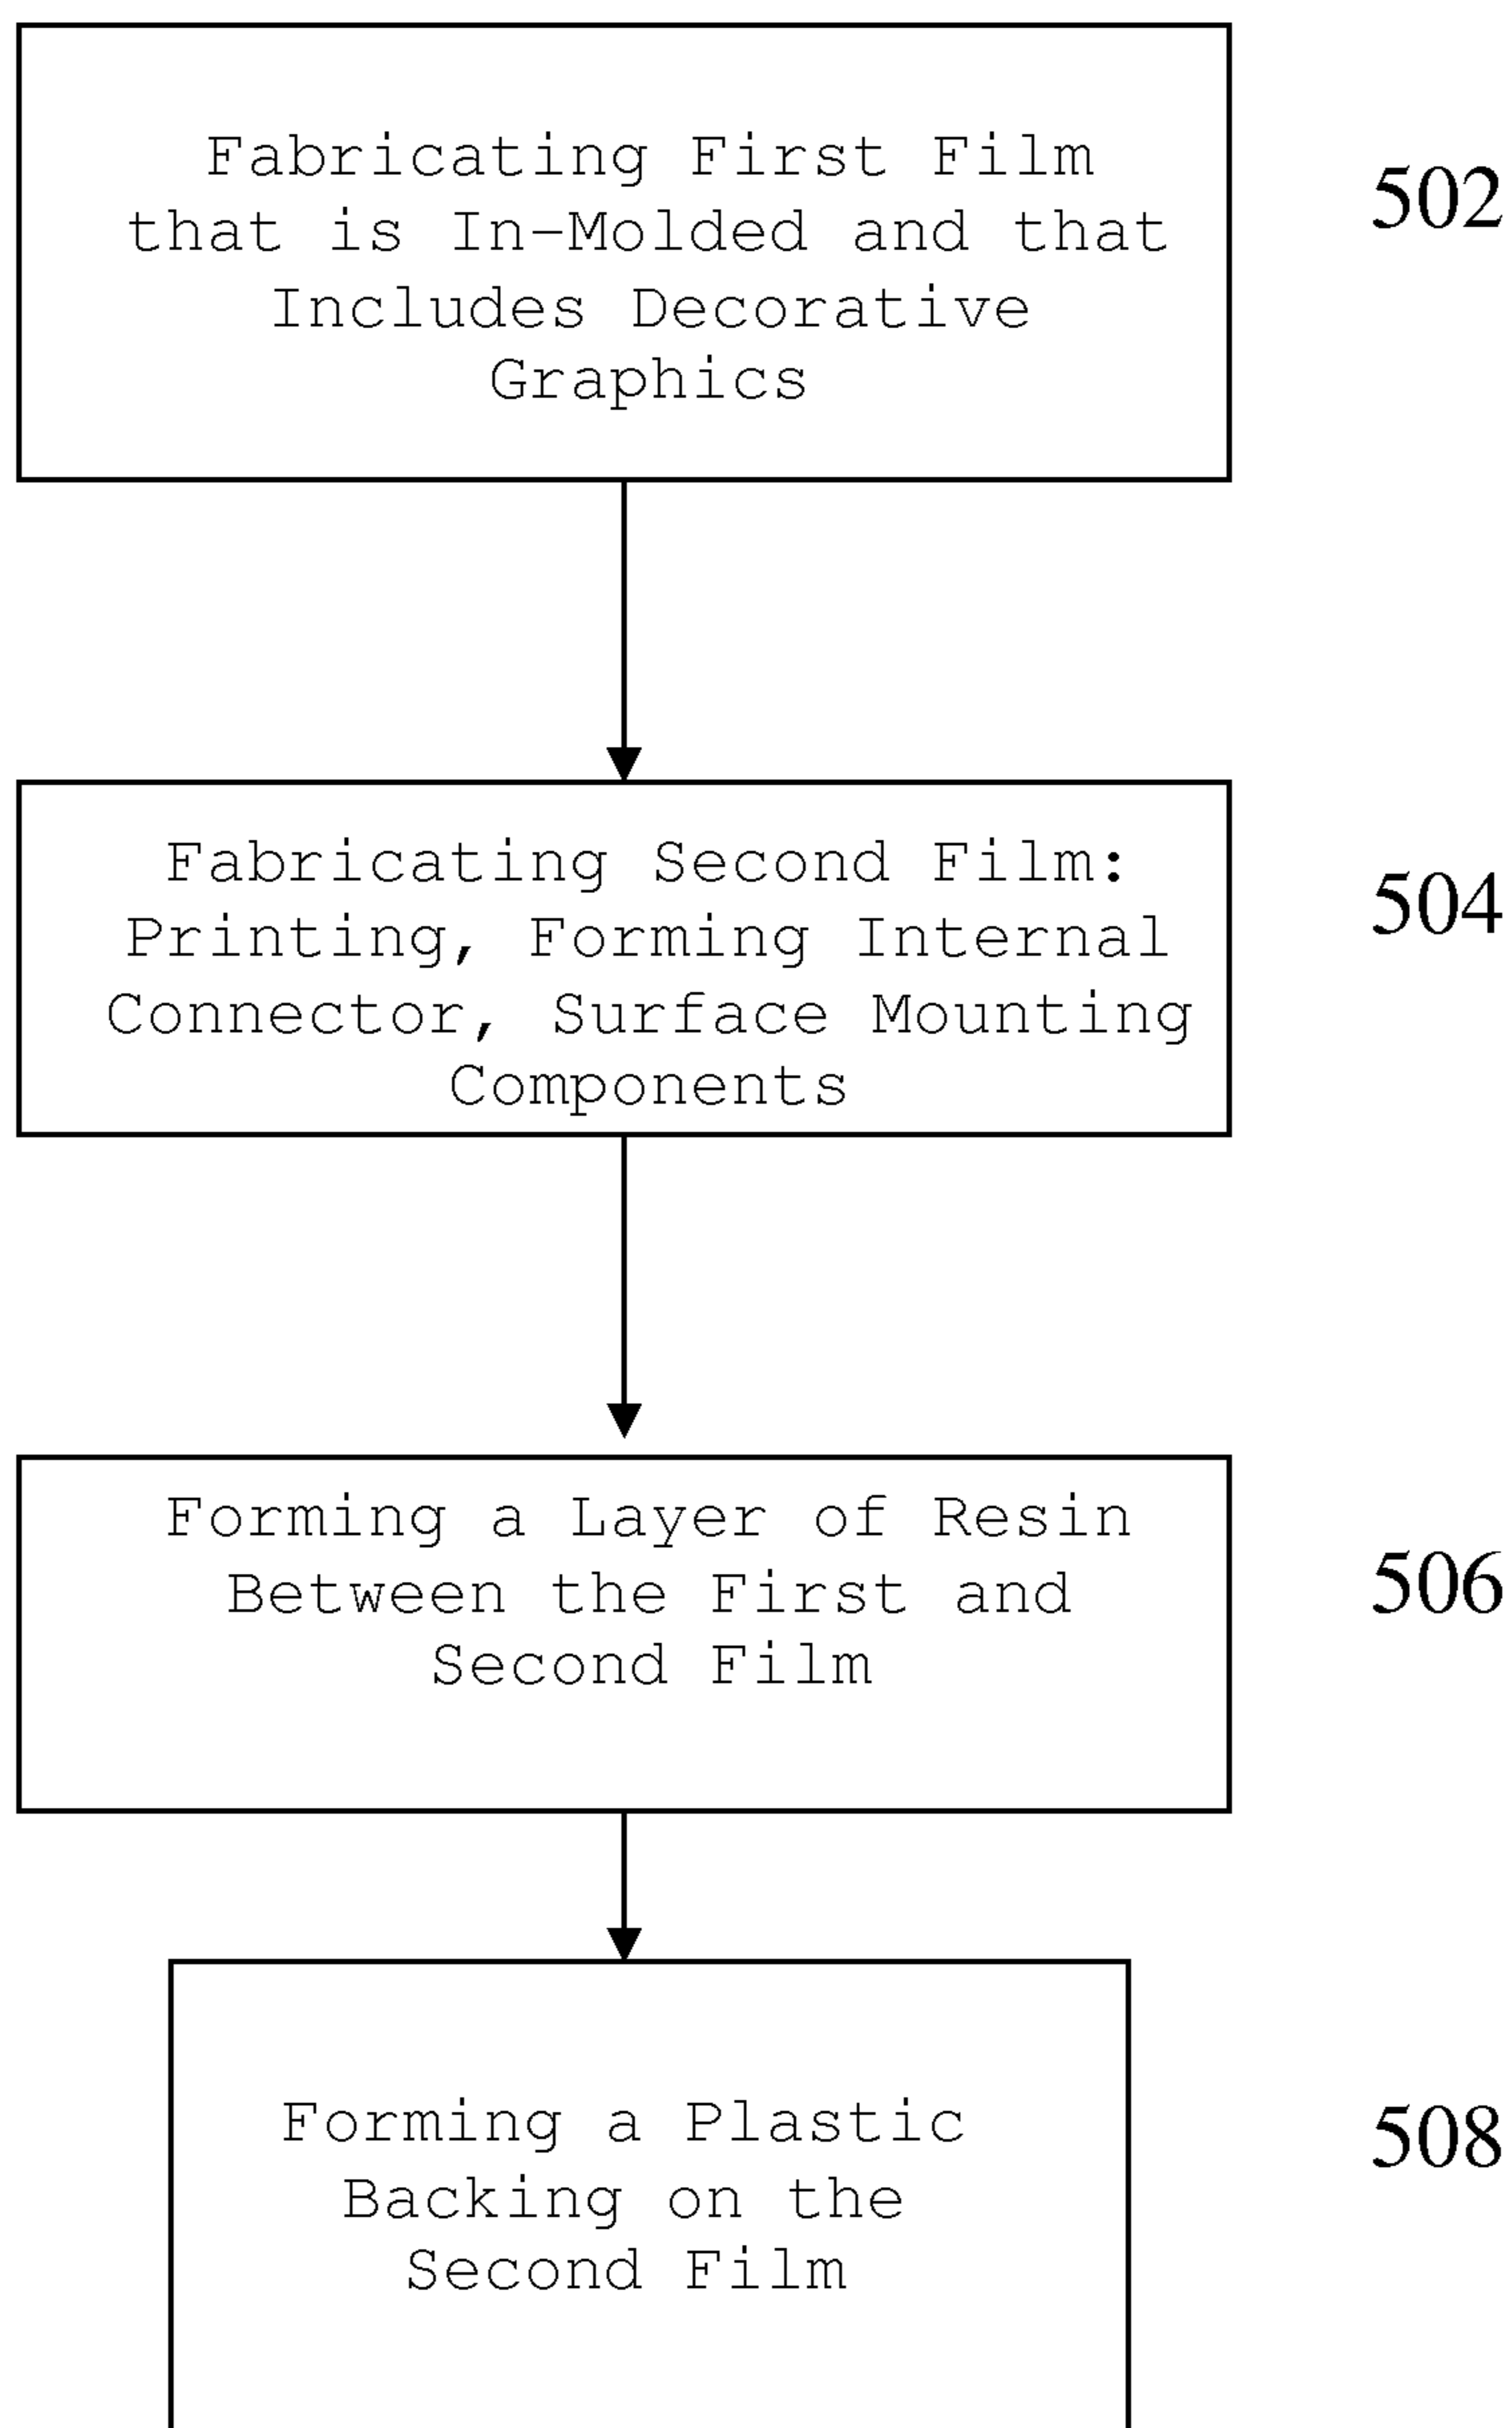 Fabricating First Film
that is In-Molded and that
Includes Decorative
Graphics
502
Fabricating Second Film:
Printing, Forming Internal
Connector, Surface Mounting
Components
504
Forming a Layer of Resin
Between the First and
Second Film
506
Forming a Plastic
Backing on the
Second Film
508